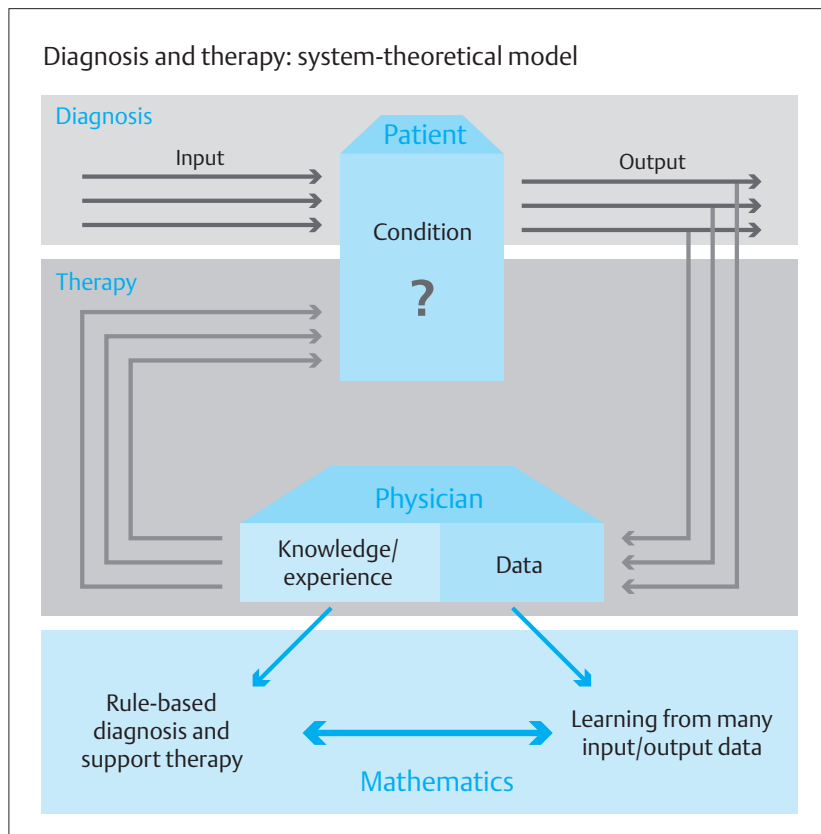 Diagnosis and therapy: system-theoretical model
Diagnosis
Patient
Input
Output
Condition
?
Therapy
Physician
Knowledge/
experience
Data
Rule-based
diagnosis and
support therapy
Learning from many
input/output data
Mathematics